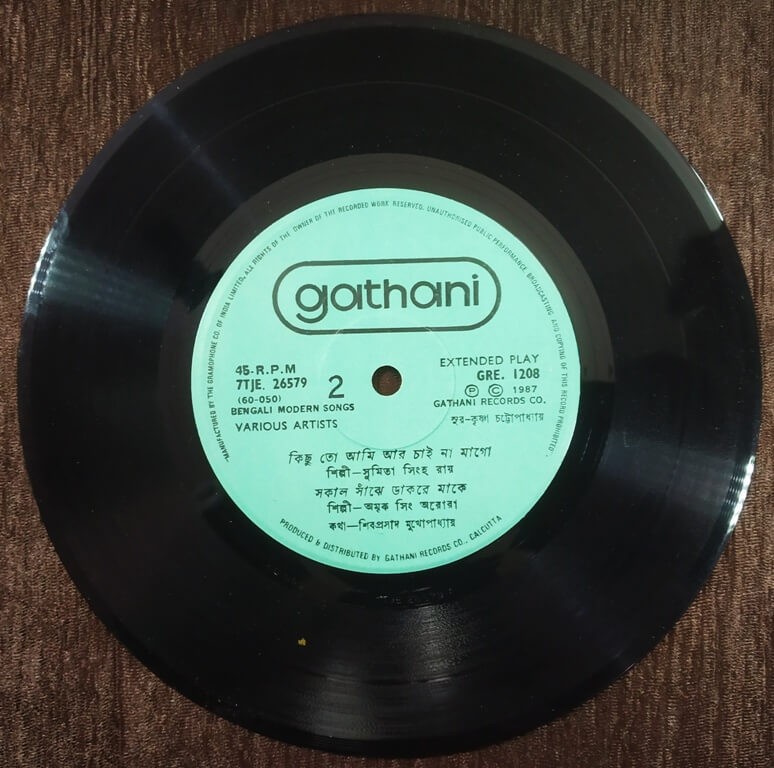 "MANUFACTURED BY THE GRAMOPHONE CO. OF INDIA LIMITED. ALL RIGHTS OF THE OWNER OF THE RECORDED WORK RESERVED. UNAUTHORISED PUBLIC PERFORMANCE BROADCASTING AND COPYING OF THIS RECORD PROHIBITED"
gathani
45-R.P.M
7TJE. 26579
2
(60-050)
BENGALI MODERN SONGS
VARIOUS ARTISTS
EXTENDED PLAY
GRE. 1208
Ⓟ © 1987
GATHANI RECORDS CO.
সুর-কৃষ্ণা চট্টোপাধ্যায়
কিছু তো আমি আর চাই না মাগো
শিল্পী—সুমিতা সিংহ রায়
সকাল সাঁঝে ডাকরে মাকে
শিল্পী—অমৃক সিং অরোরা
কথা—শিবপ্রসাদ মুখোপাধ্যায়
PRODUCED & DISTRIBUTED BY GATHANI RECORDS CO., CALCUTTA